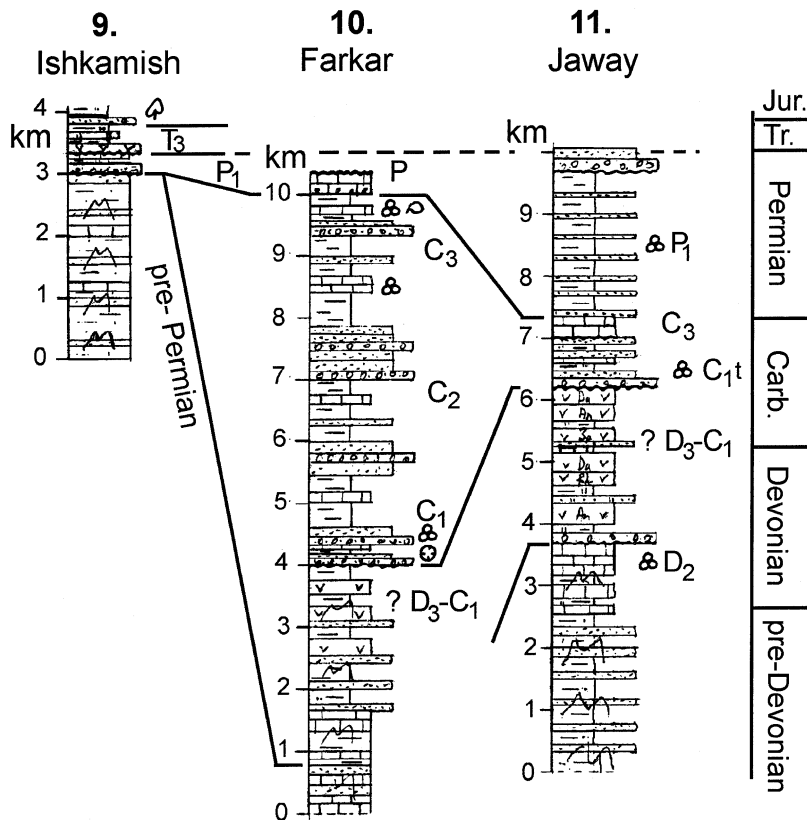 9.
Ishkamish
10.
Farkar
11.
Jaway
4
km
3
2
1
0
T3
P1
pre- Permian
km
10
9
8
7
6
5
4
3
2
1
0
P
C3
C2
C1
? D3-C1
km
9
8
7
6
5
4
3
2
1
0
P1
C3
C1t
? D3-C1
D2
Jur.
Tr.
Permian
Carb.
Devonian
pre-Devonian